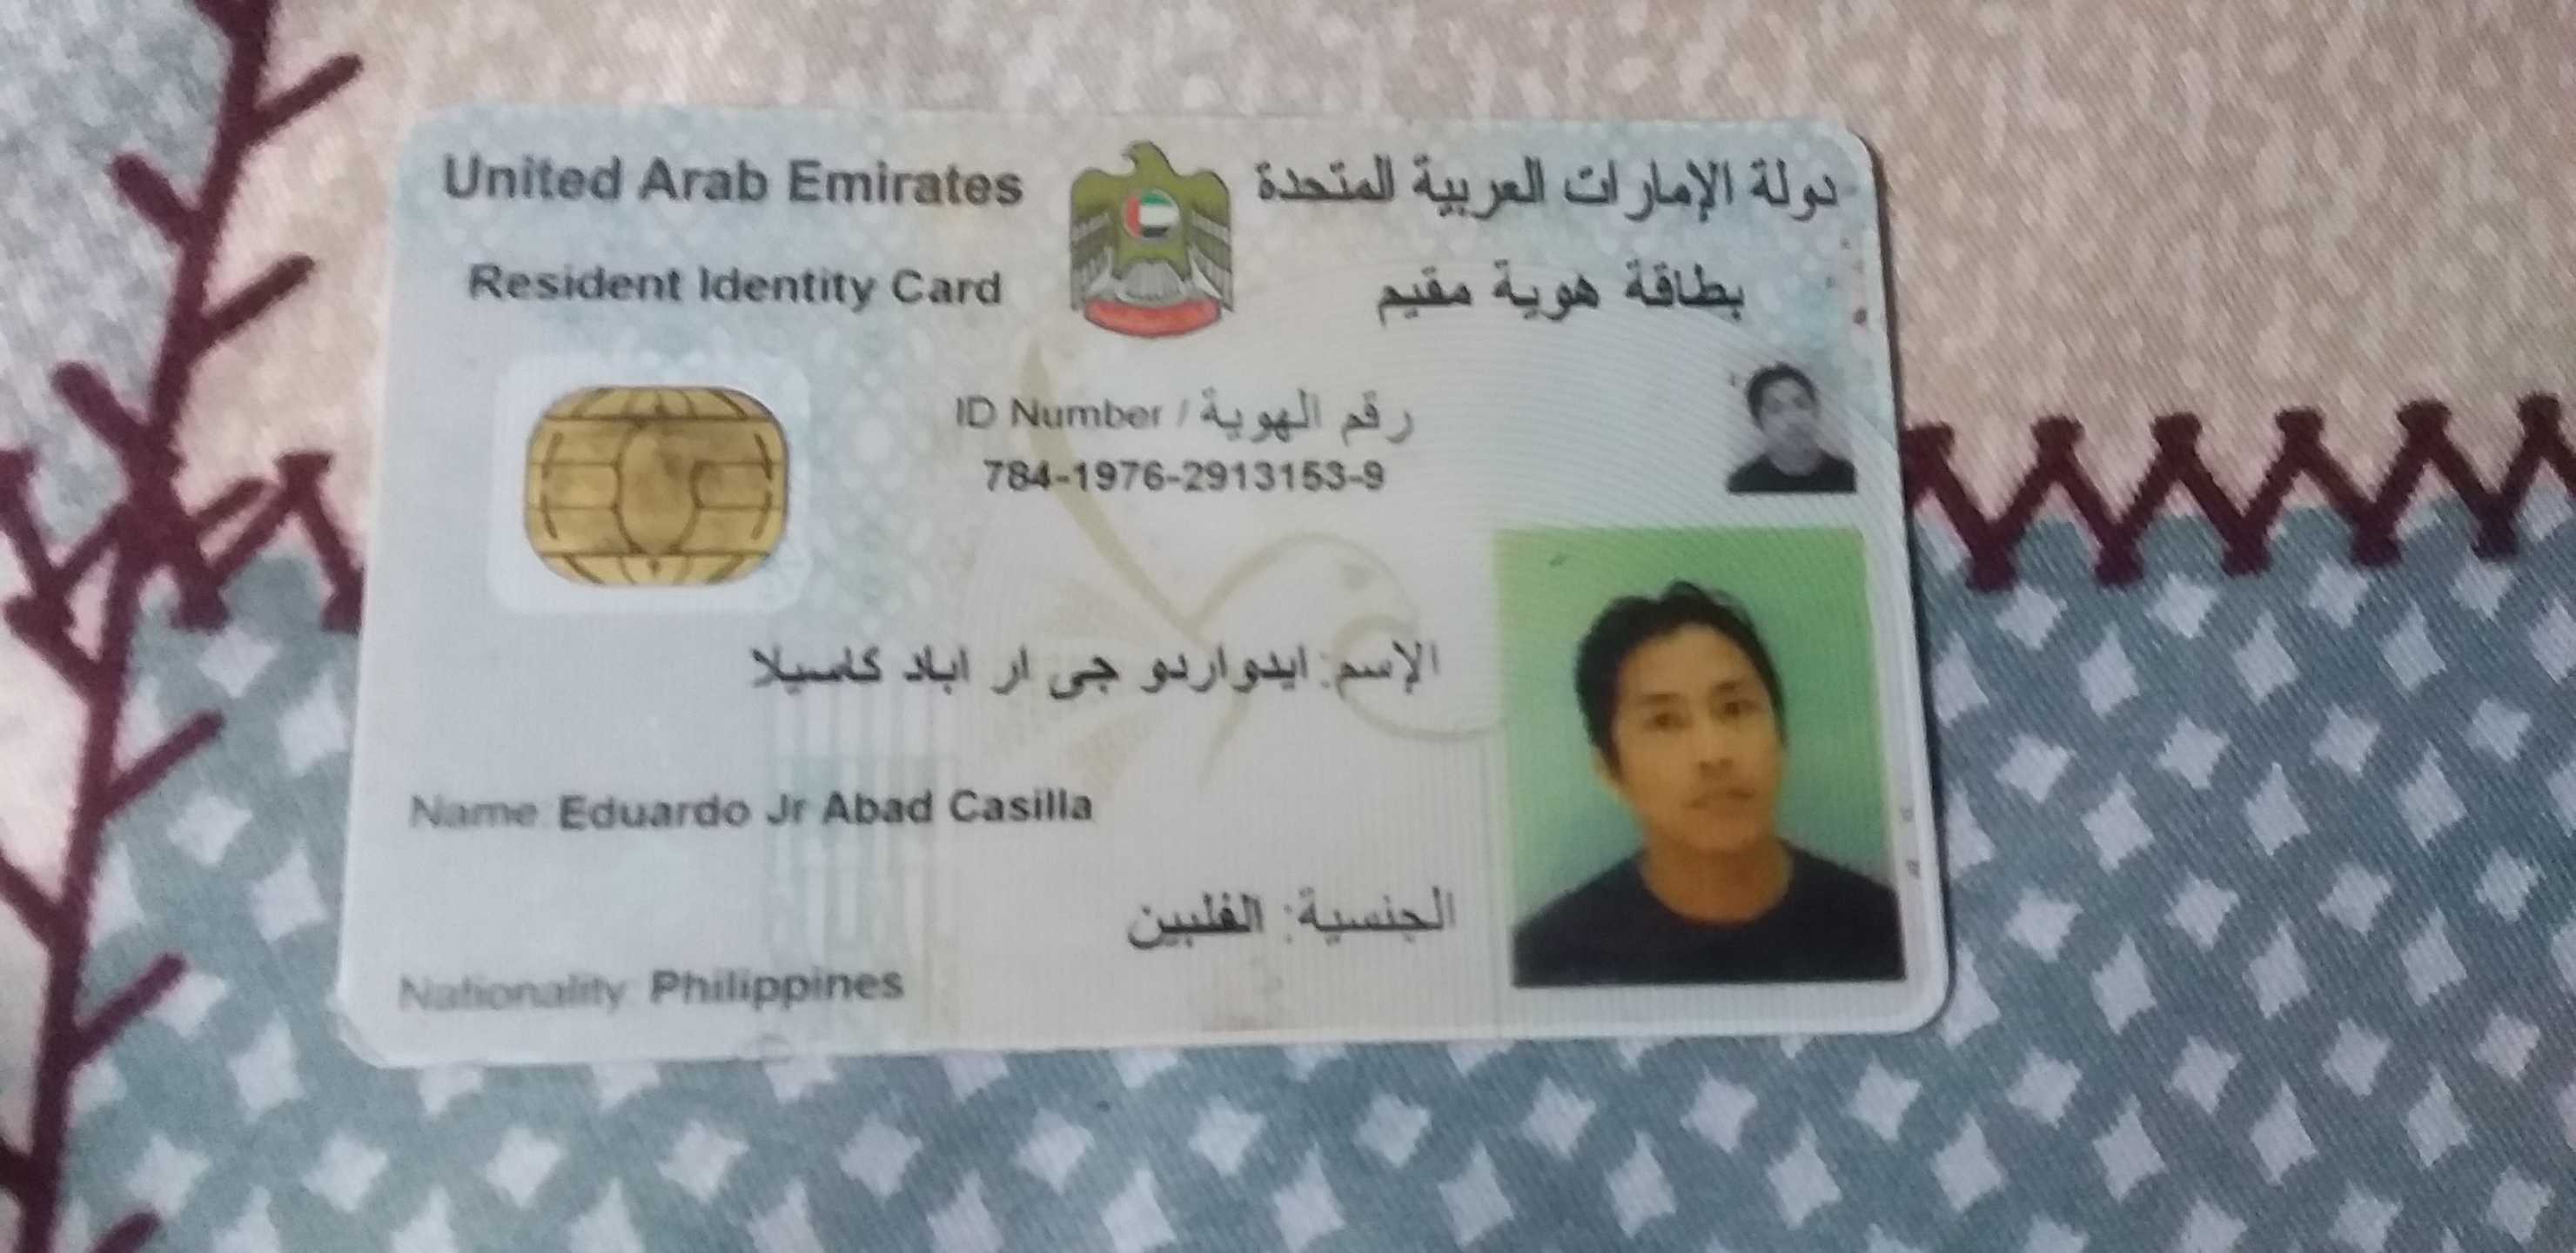 United Arab Emirates
دولة الإمارات العربية المتحدة
Resident Identity Card
بطاقة هوية مقيم
ID Number / رقم الهوية
784-1976-2913153-9
الإسم: ايدواردو جى ار اباد كاسيلا
Name: Eduardo Jr Abad Casilla
الجنسية: الفلبين
Nationality: Philippines